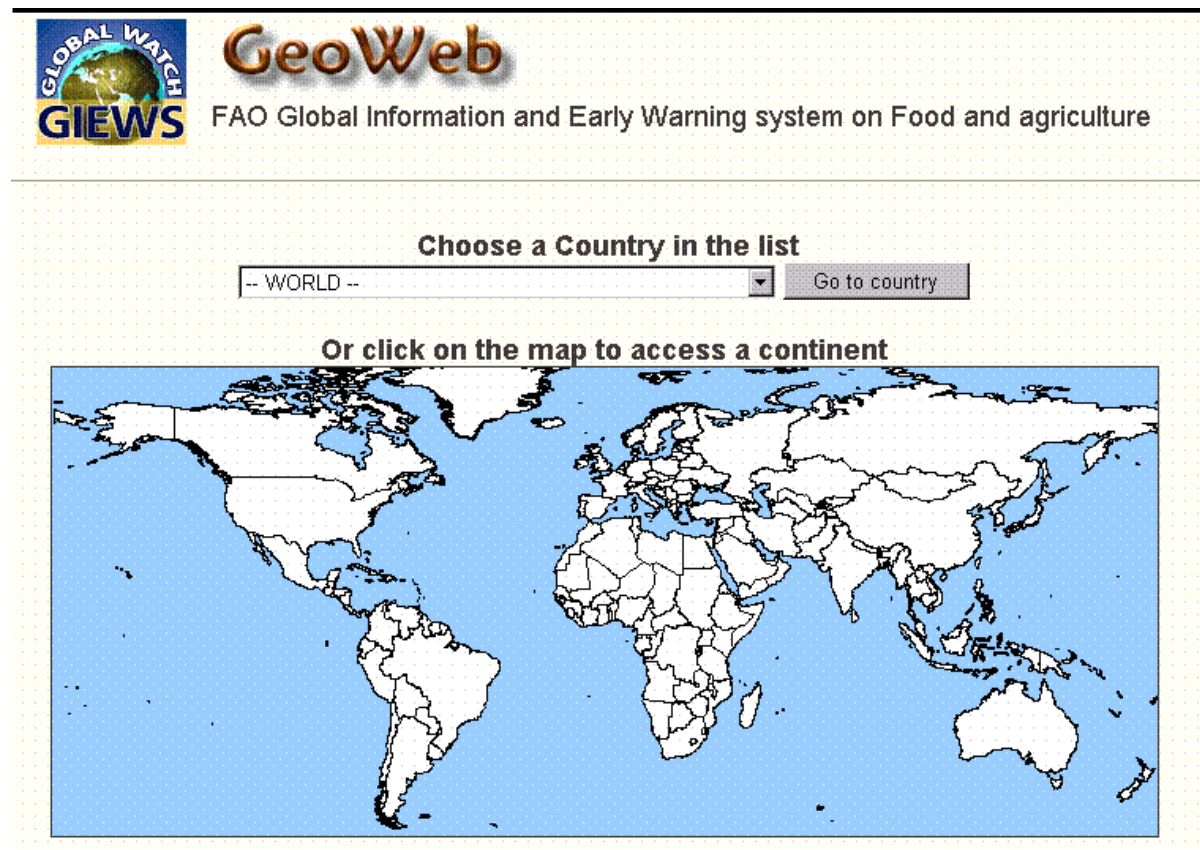 GLOBAL WATCH
GIEWS
GeoWeb
FAO Global Information and Early Warning system on Food and agriculture
Choose a Country in the list
-- WORLD --
Go to country
Or click on the map to access a continent